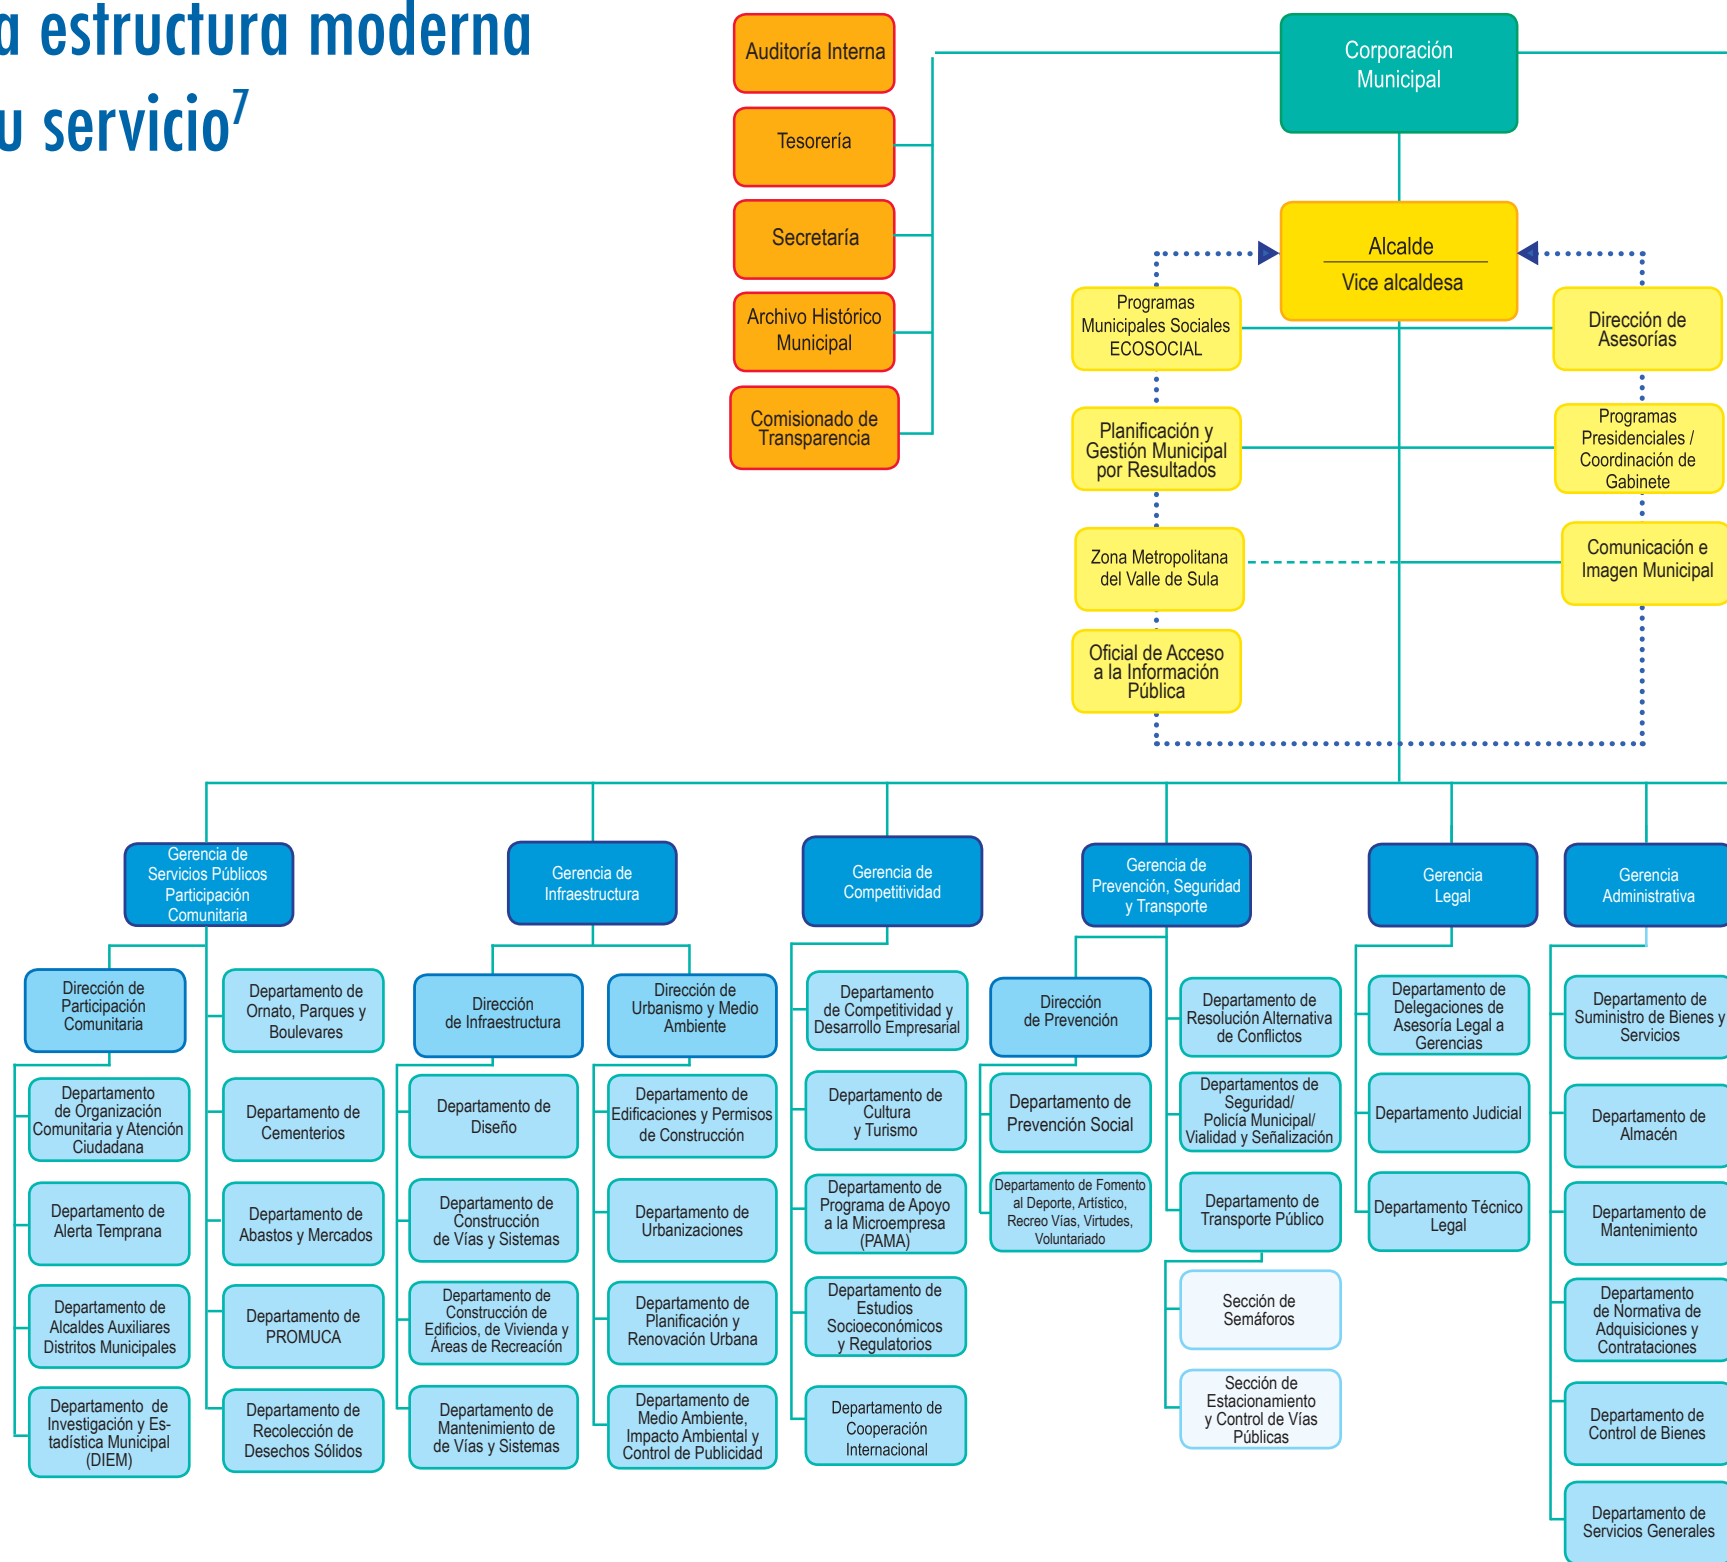 a estructura moderna
u servicio7
Auditoría Interna
Tesorería
Secretaría
Archivo Histórico
Municipal
Comisionado de
Transparencia
Corporación
Municipal
Alcalde
Vice alcaldesa
Programas
Municipales Sociales
ECOSOCIAL
Planificación y
Gestión Municipal
por Resultados
Zona Metropolitana
del Valle de Sula
Oficial de Acceso
a la Información
Pública
Dirección de
Asesorías
Programas
Presidenciales /
Coordinación de
Gabinete
Comunicación e
Imagen Municipal
Gerencia de
Servicios Públicos
Participación
Comunitaria
Gerencia de
Infraestructura
Gerencia de
Competitividad
Gerencia de
Prevención, Seguridad
y Transporte
Gerencia
Legal
Gerencia
Administrativa
Dirección de
Participación
Comunitaria
Departamento
de Organización
Comunitaria y Atención
Ciudadana
Departamento de
Alerta Temprana
Departamento de
Alcaldes Auxiliares
Distritos Municipales
Departamento de
Investigación y Es-
tadística Municipal
(DIEM)
Departamento de
Ornato, Parques y
Boulevares
Departamento de
Cementerios
Departamento de
Abastos y Mercados
Departamento de
PROMUCA
Departamento de
Recolección de
Desechos Sólidos
Dirección
de Infraestructura
Departamento de
Diseño
Departamento de
Construcción
de Vías y Sistemas
Departamento de
Construcción de
Edificios, de Vivienda y
Áreas de Recreación
Departamento de
Mantenimiento de
de Vías y Sistemas
Dirección de
Urbanismo y Medio
Ambiente
Departamento de
Edificaciones y Permisos
de Construcción
Departamento de
Urbanizaciones
Departamento de
Planificación y
Renovación Urbana
Departamento de
Medio Ambiente,
Impacto Ambiental y
Control de Publicidad
Departamento
de Competitividad y
Desarrollo Empresarial
Departamento de
Cultura
y Turismo
Departamento de
Programa de Apoyo
a la Microempresa
(PAMA)
Departamento de
Estudios
Socioeconómicos
y Regulatorios
Departamento de
Cooperación
Internacional
Dirección
de Prevención
Departamento de
Prevención Social
Departamento de Fomento
al Deporte, Artístico,
Recreo Vías, Virtudes,
Voluntariado
Departamento de
Resolución Alternativa
de Conflictos
Departamentos de
Seguridad/
Policía Municipal/
Vialidad y Señalización
Departamento de
Transporte Público
Sección de
Semáforos
Sección de
Estacionamiento
y Control de Vías
Públicas
Departamento de
Delegaciones de
Asesoría Legal a
Gerencias
Departamento Judicial
Departamento Técnico
Legal
Departamento de
Suministro de Bienes y
Servicios
Departamento de
Almacén
Departamento de
Mantenimiento
Departamento
de Normativa de
Adquisiciones y
Contrataciones
Departamento de
Control de Bienes
Departamento de
Servicios Generales